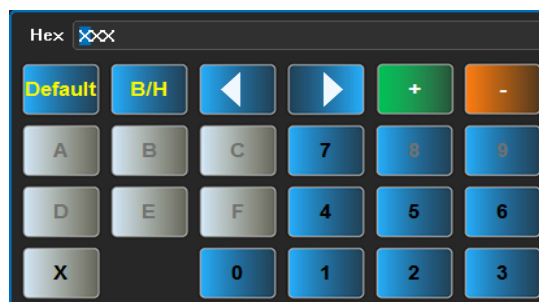 Hex XXX
Default B/H + -
A B C 7 8 9
D E F 4 5 6
X 0 1 2 3